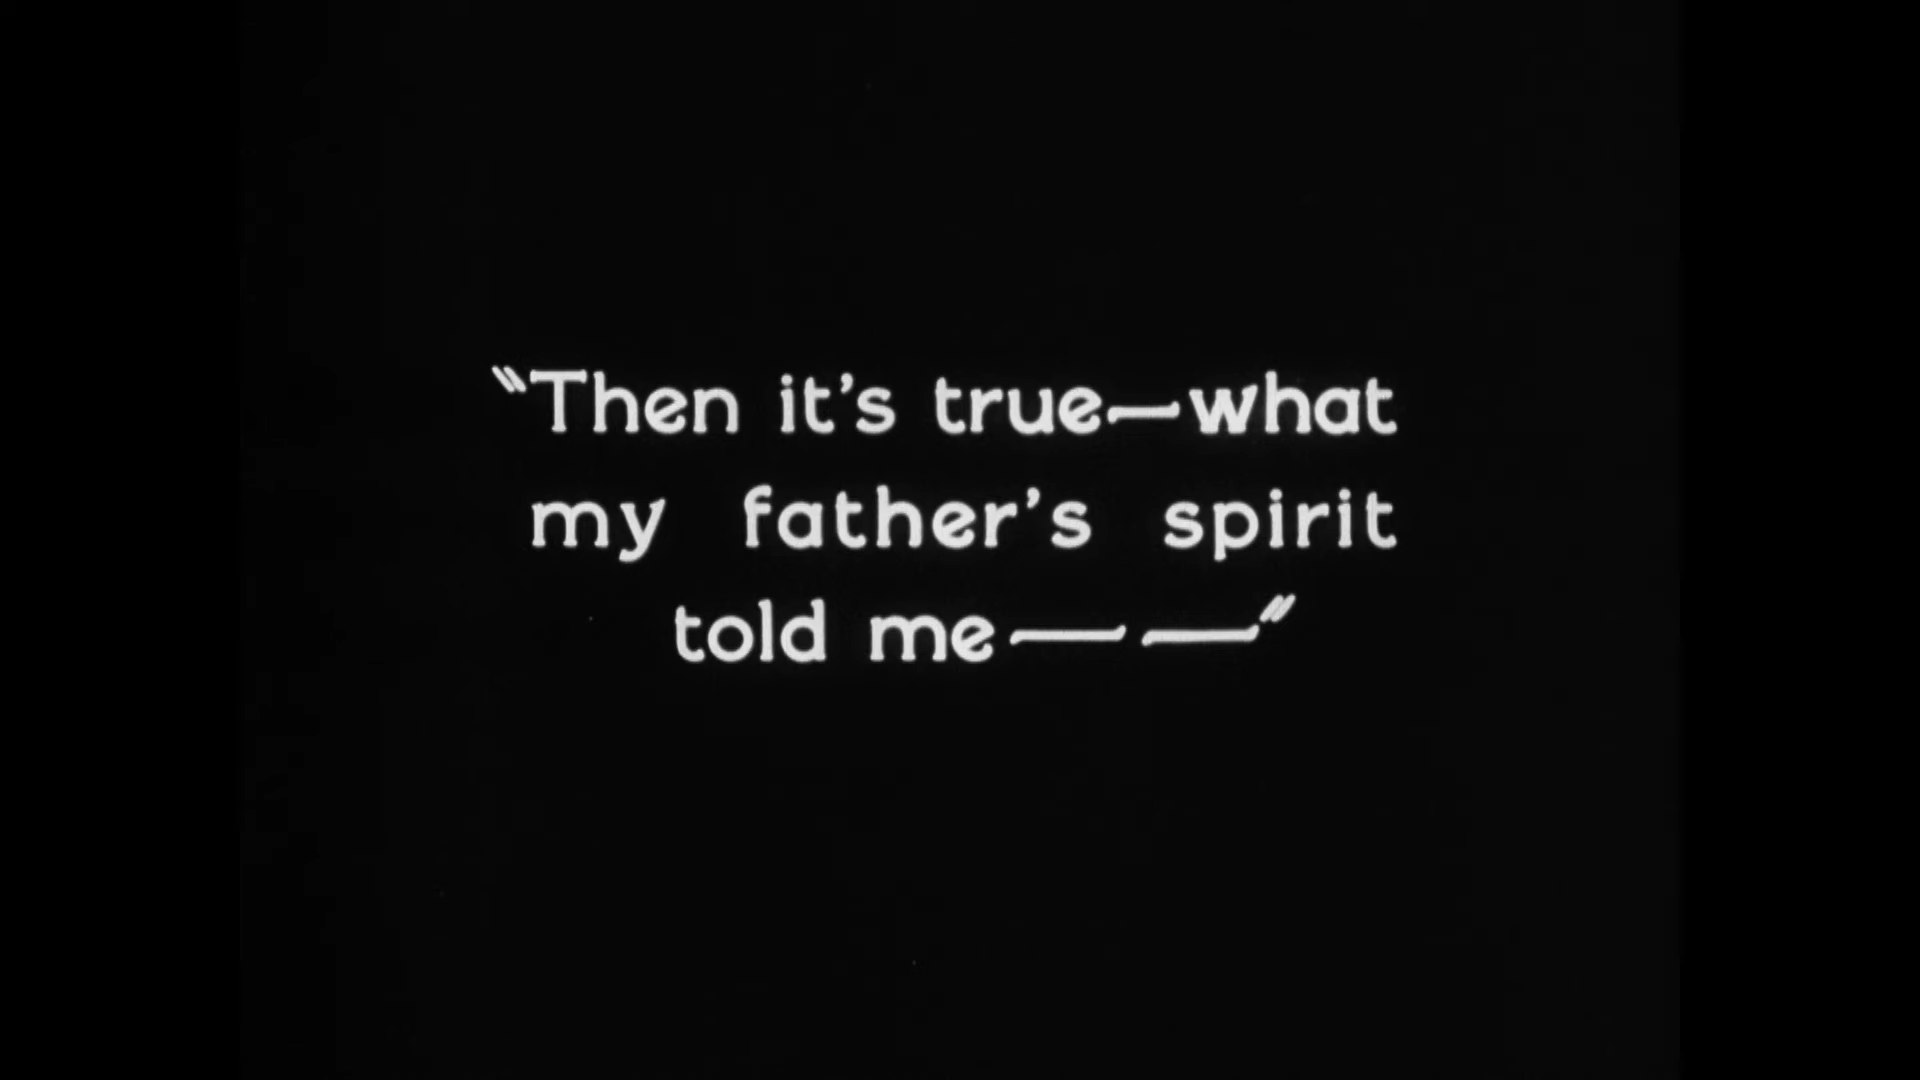 "Then it's true—what
my father's spirit
told me— —"